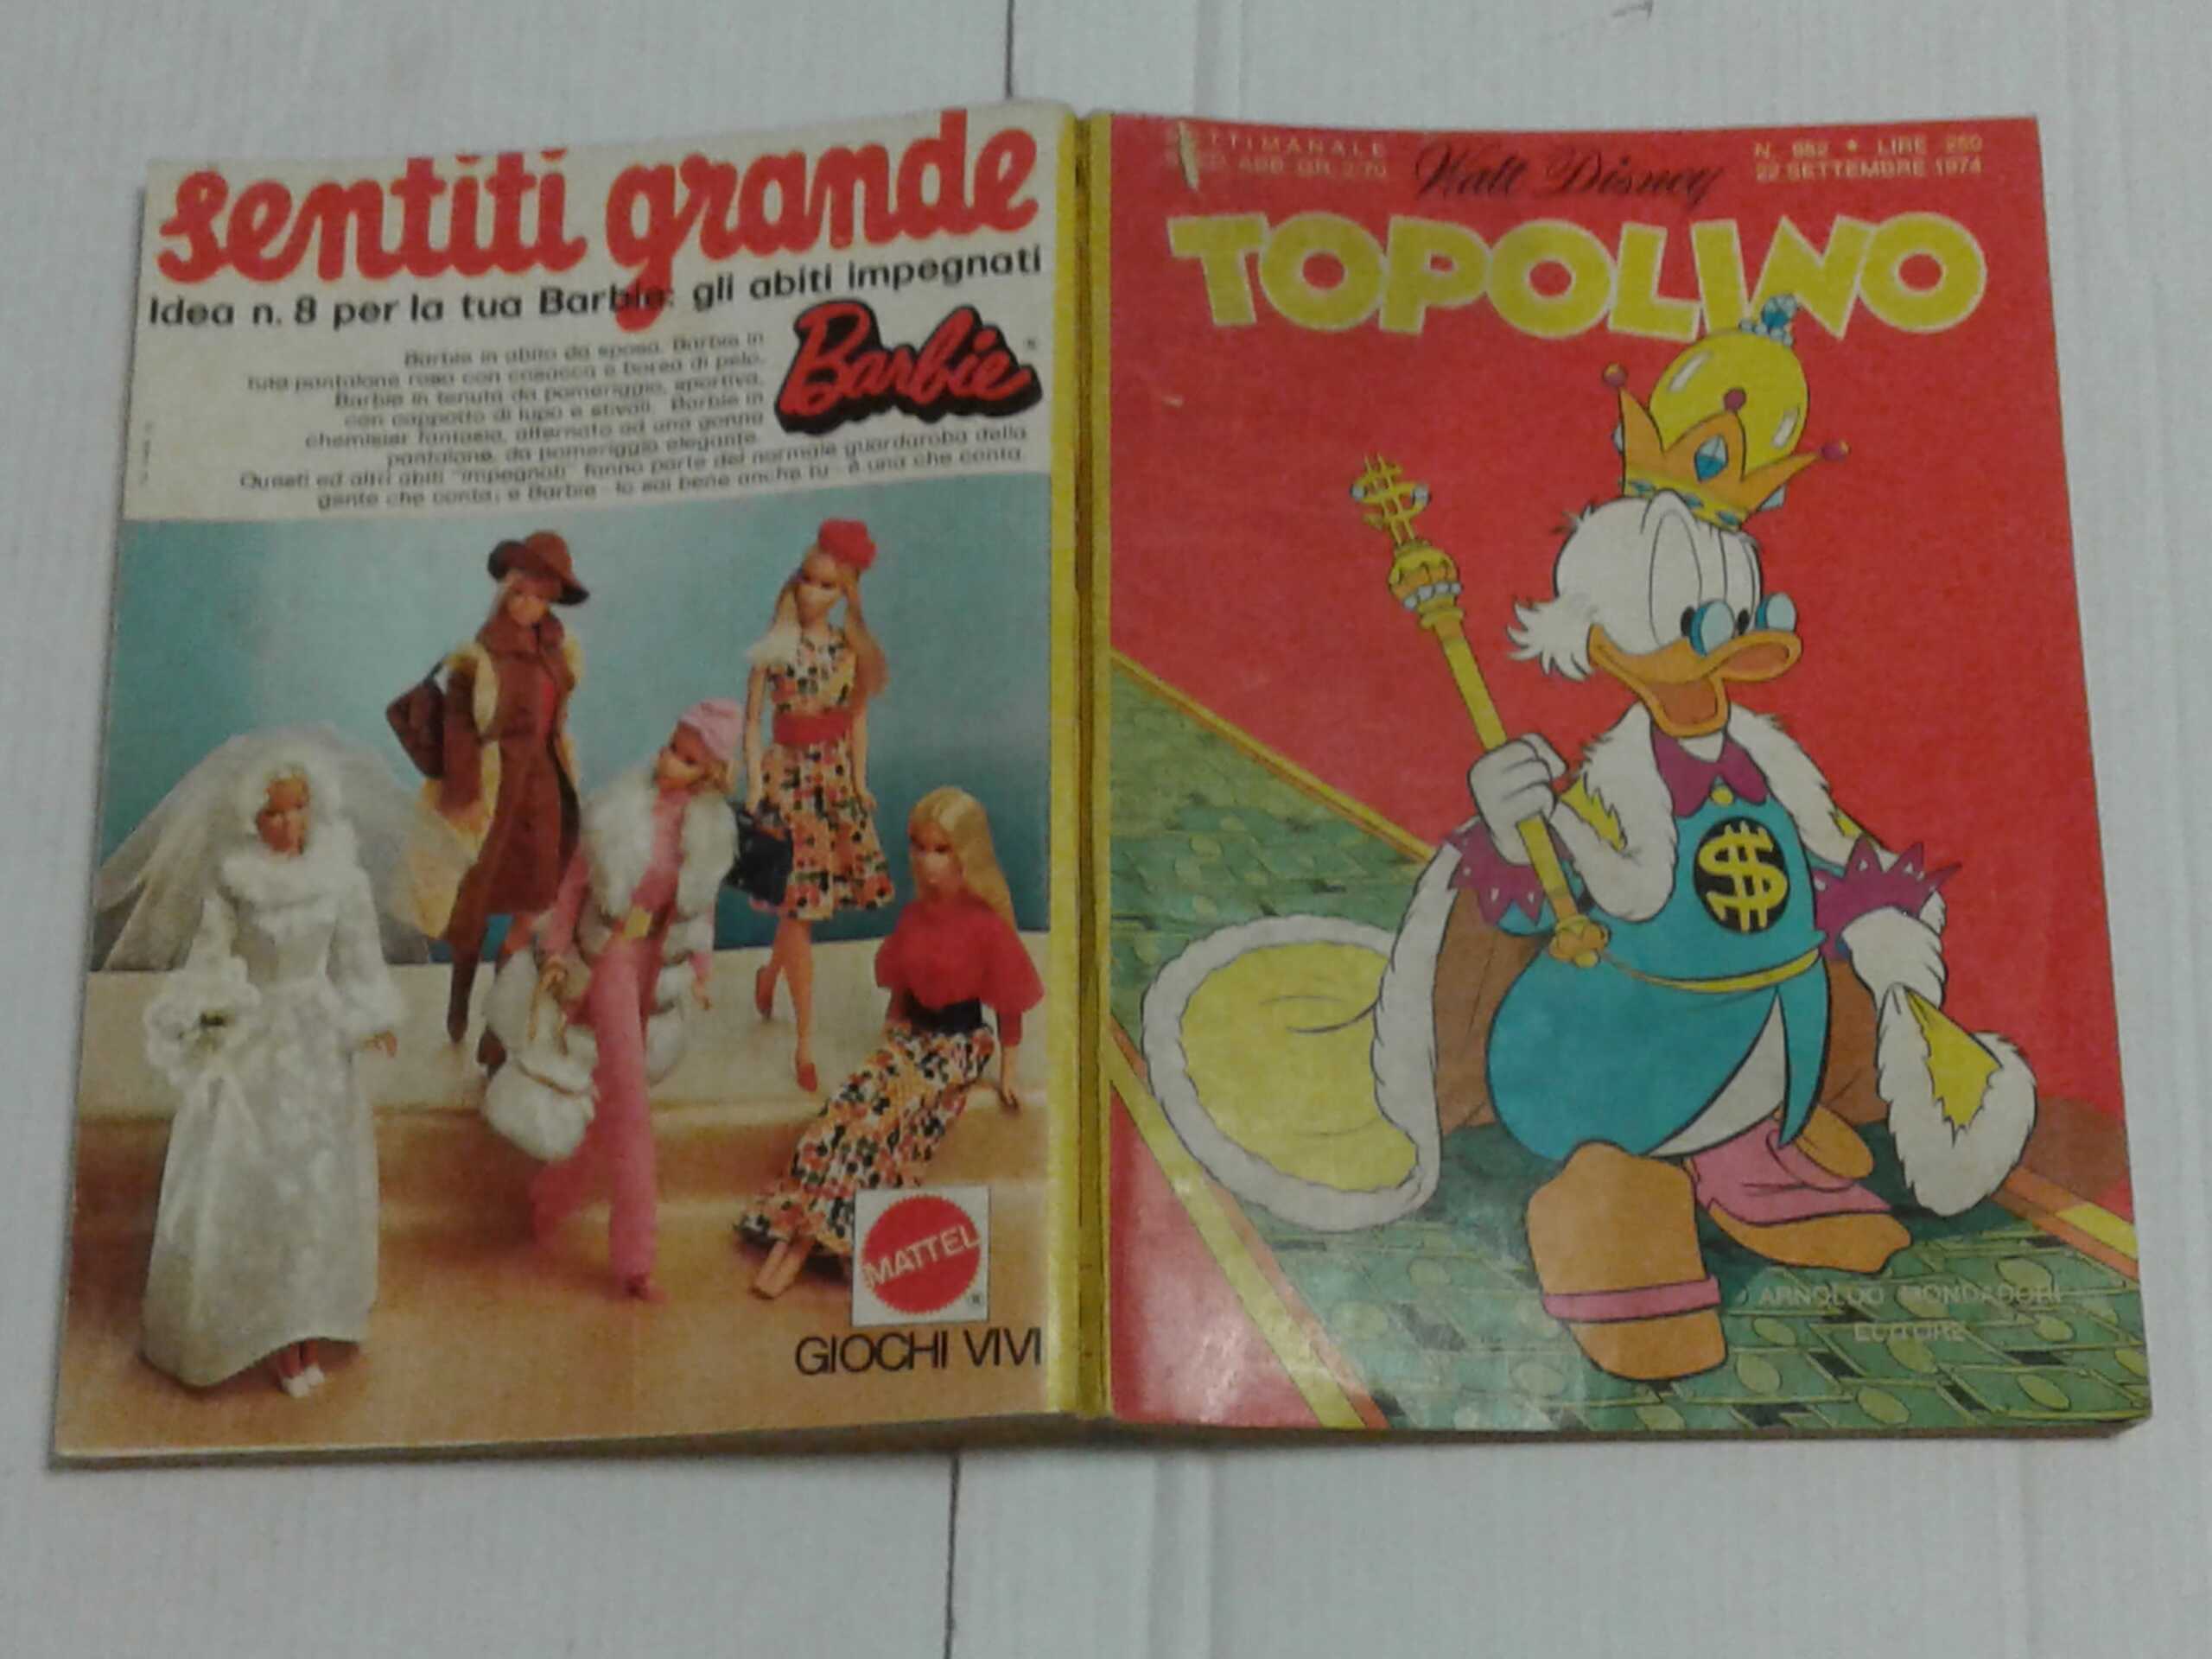 sentiti grande
Idea n. 8 per la tua Barbie: gli abiti impegnati
Barbie
Barbie in abito da sposa. Barbie in
tuta pantalone rosa con casacca e borsa di pelo.
Barbie in tenuta da pomeriggio, sportiva,
con cappotto di lupo e stivali. Barbie in
chemisier fantasia, alternato ad una gonna
pantalone, da pomeriggio elegante.
Questi ed altri abiti "impegnati" fanno parte del normale guardaroba della
gente che conta: e Barbie - lo sai bene anche tu - è una che conta.
MATTEL
GIOCHI VIVI
SETTIMANALE
ABB. GR. 2/70
Walt Disney
N. 982 * LIRE 250
22 SETTEMBRE 1974
TOPOLINO
$
$
ARNOLDO MONDADORI
EDITORE